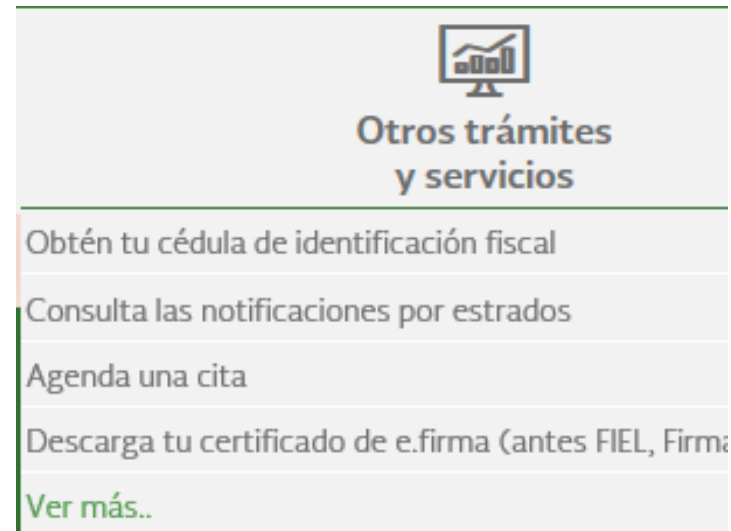 Otros trámites
y servicios
Obtén tu cédula de identificación fiscal
Consulta las notificaciones por estrados
Agenda una cita
Descarga tu certificado de e.firma (antes FIEL, Firma
Ver más..